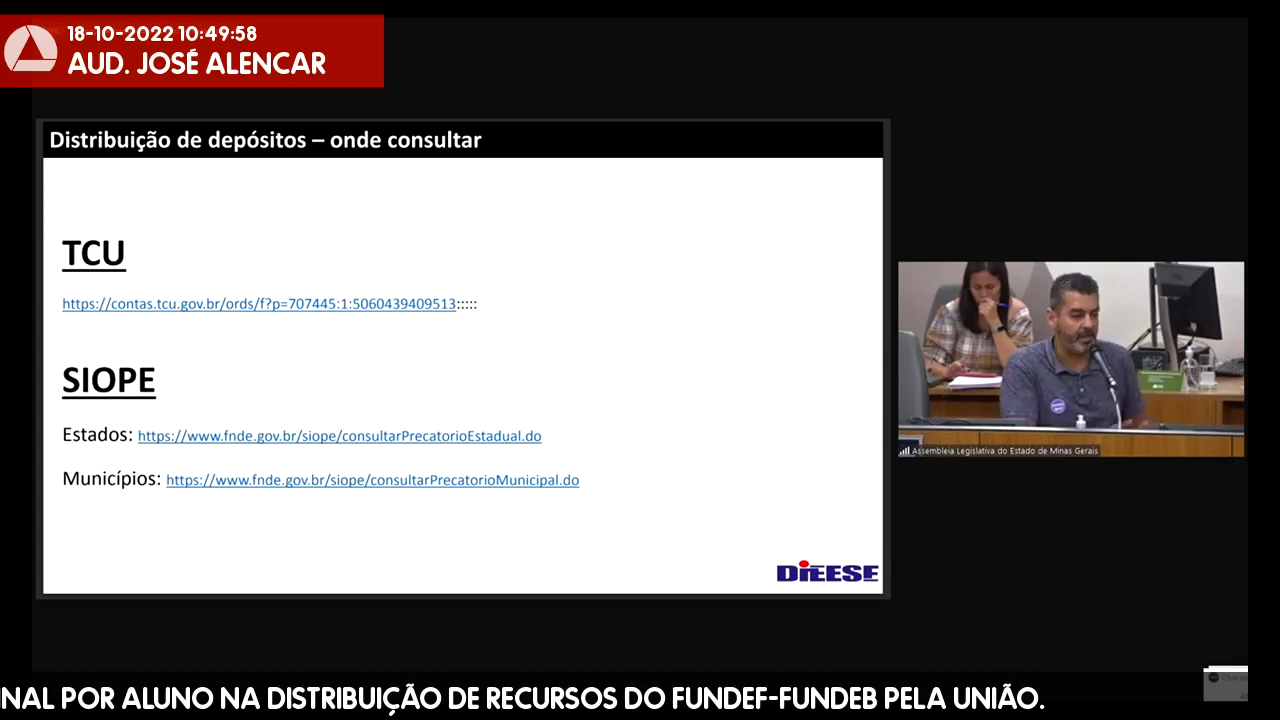 18-10-2022 10:49:58
AUD. JOSÉ ALENCAR
Distribuição de depósitos – onde consultar
TCU
https://contas.tcu.gov.br/ords/f?p=707445:1:5060439409513:::::
SIOPE
Estados: https://www.fnde.gov.br/siope/consultarPrecatorioEstadual.do
Municípios: https://www.fnde.gov.br/siope/consultarPrecatorioMunicipal.do
DIEESE
Assembleia Legislativa do Estado de Minas Gerais
NAL POR ALUNO NA DISTRIBUIÇÃO DE RECURSOS DO FUNDEF-FUNDEB PELA UNIÃO.